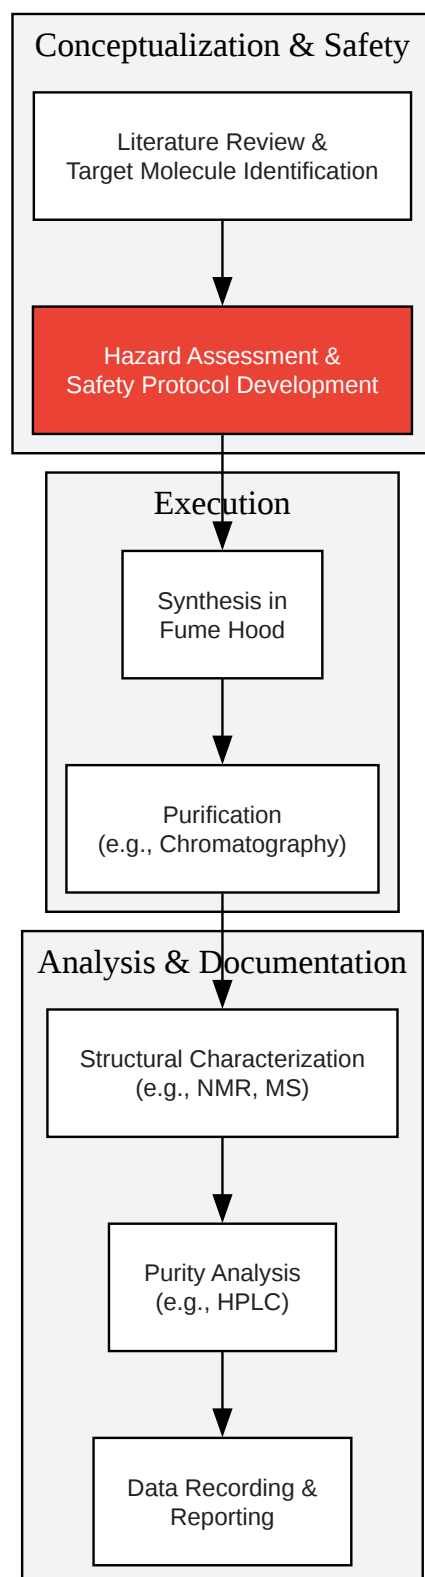 Conceptualization & Safety
Literature Review &
Target Molecule Identification
Hazard Assessment &
Safety Protocol Development
Execution
Synthesis in
Fume Hood
Purification
(e.g., Chromatography)
Analysis & Documentation
Structural Characterization
(e.g., NMR, MS)
Purity Analysis
(e.g., HPLC)
Data Recording &
Reporting